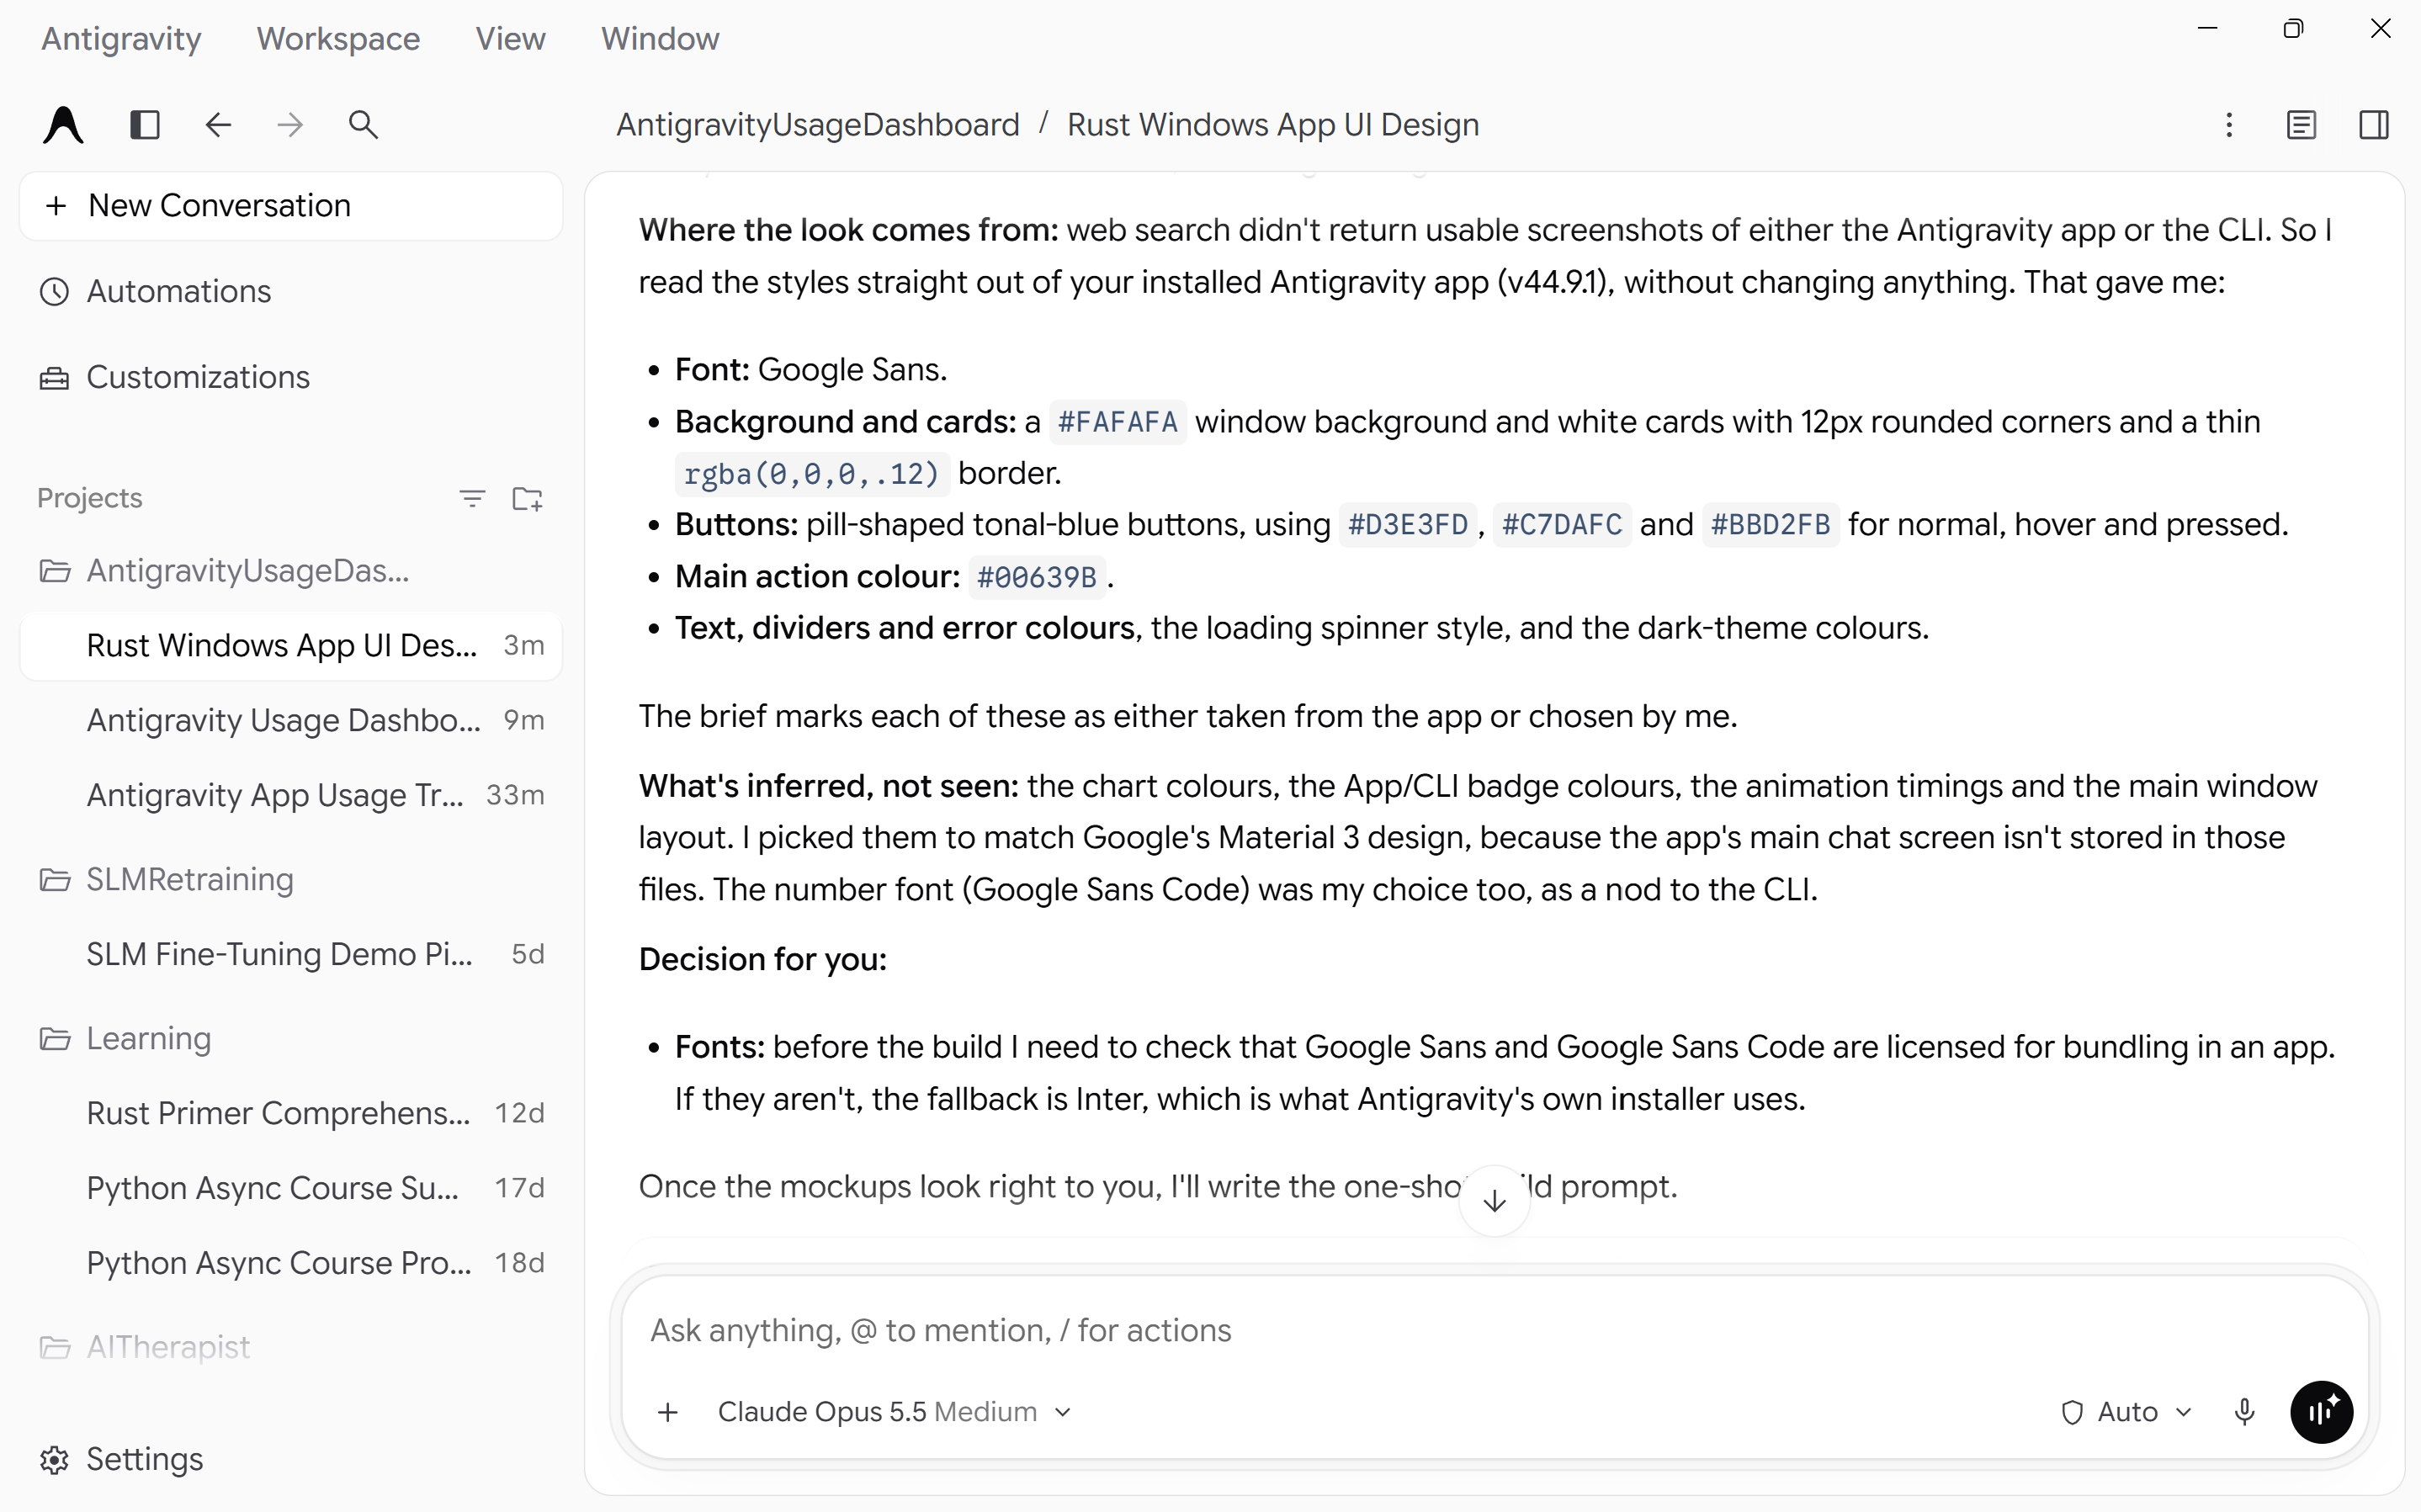 Antigravity Workspace View Window
AntigravityUsageDashboard / Rust Windows App UI Design
+ New Conversation
Automations
Customizations
Projects
AntigravityUsageDas...
Rust Windows App UI Des... 3m
Antigravity Usage Dashbo... 9m
Antigravity App Usage Tr... 33m
SLMRetraining
SLM Fine-Tuning Demo Pi... 5d
Learning
Rust Primer Comprehens... 12d
Python Async Course Su... 17d
Python Async Course Pro... 18d
AITherapist
Settings
Where the look comes from: web search didn't return usable screenshots of either the Antigravity app or the CLI. So I
read the styles straight out of your installed Antigravity app (v44.9.1), without changing anything. That gave me:
• Font: Google Sans.
• Background and cards: a #FAFAFA window background and white cards with 12px rounded corners and a thin
rgba(0,0,0,.12) border.
• Buttons: pill-shaped tonal-blue buttons, using #D3E3FD, #C7DAFC and #BBD2FB for normal, hover and pressed.
• Main action colour: #00639B.
• Text, dividers and error colours, the loading spinner style, and the dark-theme colours.
The brief marks each of these as either taken from the app or chosen by me.
What's inferred, not seen: the chart colours, the App/CLI badge colours, the animation timings and the main window
layout. I picked them to match Google's Material 3 design, because the app's main chat screen isn't stored in those
files. The number font (Google Sans Code) was my choice too, as a nod to the CLI.
Decision for you:
• Fonts: before the build I need to check that Google Sans and Google Sans Code are licensed for bundling in an app.
If they aren't, the fallback is Inter, which is what Antigravity's own installer uses.
Once the mockups look right to you, I'll write the prompt.
Ask anything, @ to mention, / for actions
+ Claude Opus 5.5 Medium
Auto